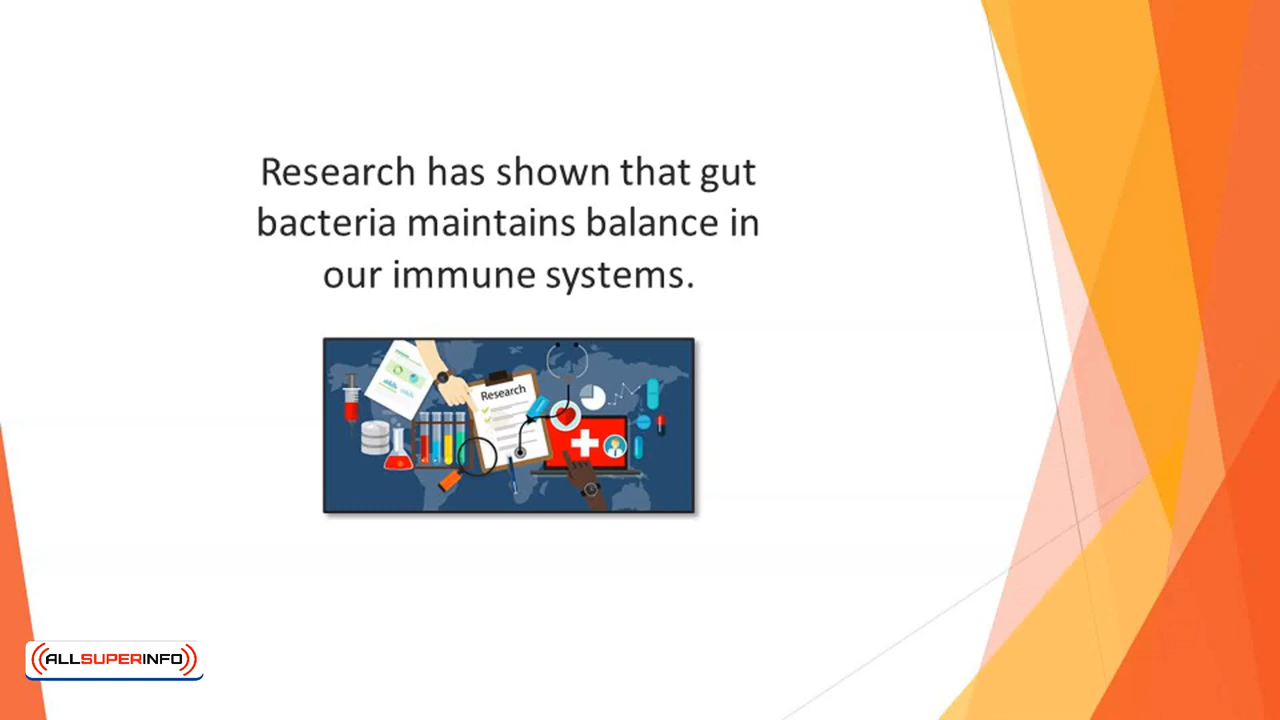 Research has shown that gut
bacteria maintains balance in
our immune systems.
Research
ALLSUPERINFO